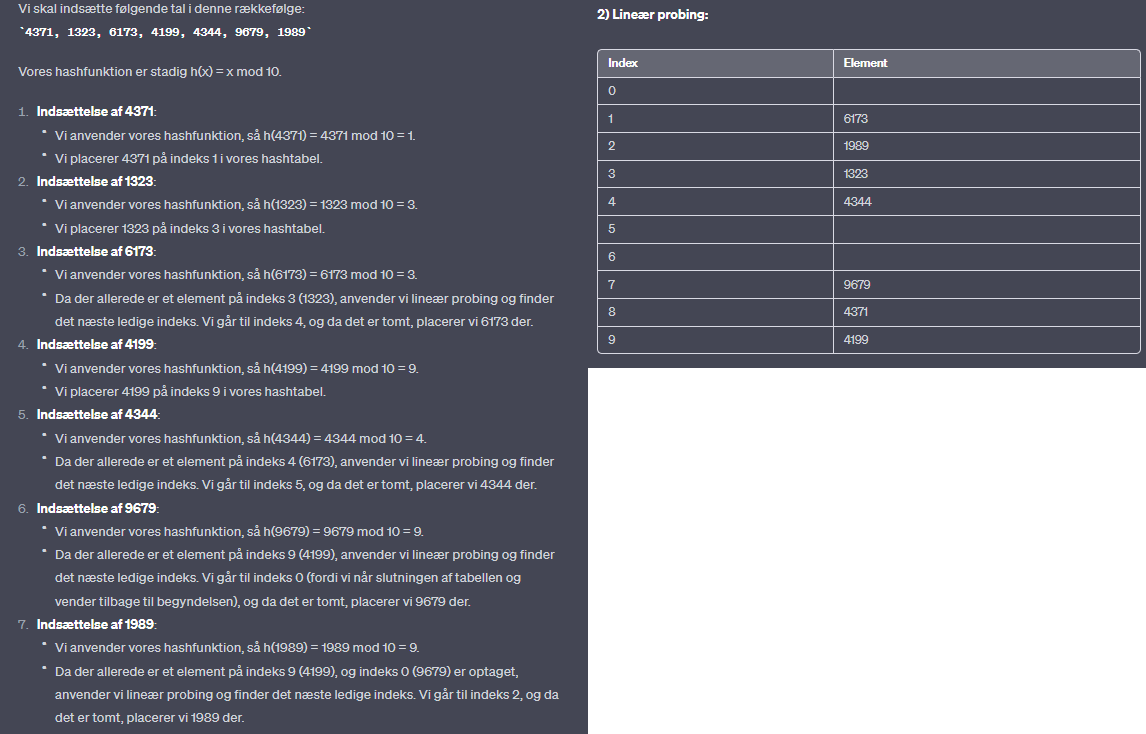 Vi skal indsætte følgende tal i denne rækkefølge:
`4371, 1323, 6173, 4199, 4344, 9679, 1989`
Vores hashfunktion er stadig h(x) = x mod 10.
1. Indsættelse af 4371:
• Vi anvender vores hashfunktion, så h(4371) = 4371 mod 10 = 1.
• Vi placerer 4371 på indeks 1 i vores hashtabel.
2. Indsættelse af 1323:
• Vi anvender vores hashfunktion, så h(1323) = 1323 mod 10 = 3.
• Vi placerer 1323 på indeks 3 i vores hashtabel.
3. Indsættelse af 6173:
• Vi anvender vores hashfunktion, så h(6173) = 6173 mod 10 = 3.
• Da der allerede er et element på indeks 3 (1323), anvender vi lineær probing og finder
det næste ledige indeks. Vi går til indeks 4, og da det er tomt, placerer vi 6173 der.
4. Indsættelse af 4199:
• Vi anvender vores hashfunktion, så h(4199) = 4199 mod 10 = 9.
• Vi placerer 4199 på indeks 9 i vores hashtabel.
5. Indsættelse af 4344:
• Vi anvender vores hashfunktion, så h(4344) = 4344 mod 10 = 4.
• Da der allerede er et element på indeks 4 (6173), anvender vi lineær probing og finder
det næste ledige indeks. Vi går til indeks 5, og da det er tomt, placerer vi 4344 der.
6. Indsættelse af 9679:
• Vi anvender vores hashfunktion, så h(9679) = 9679 mod 10 = 9.
• Da der allerede er et element på indeks 9 (4199), anvender vi lineær probing og finder
det næste ledige indeks. Vi går til indeks 0 (fordi vi når slutningen af tabellen og
vender tilbage til begyndelsen), og da det er tomt, placerer vi 9679 der.
7. Indsættelse af 1989:
• Vi anvender vores hashfunktion, så h(1989) = 1989 mod 10 = 9.
• Da der allerede er et element på indeks 9 (4199), og indeks 0 (9679) er optaget,
anvender vi lineær probing og finder det næste ledige indeks. Vi går til indeks 2, og da
det er tomt, placerer vi 1989 der.
2) Lineær probing:
Index Element
0
1 6173
2 1989
3 1323
4 4344
5
6
7 9679
8 4371
9 4199